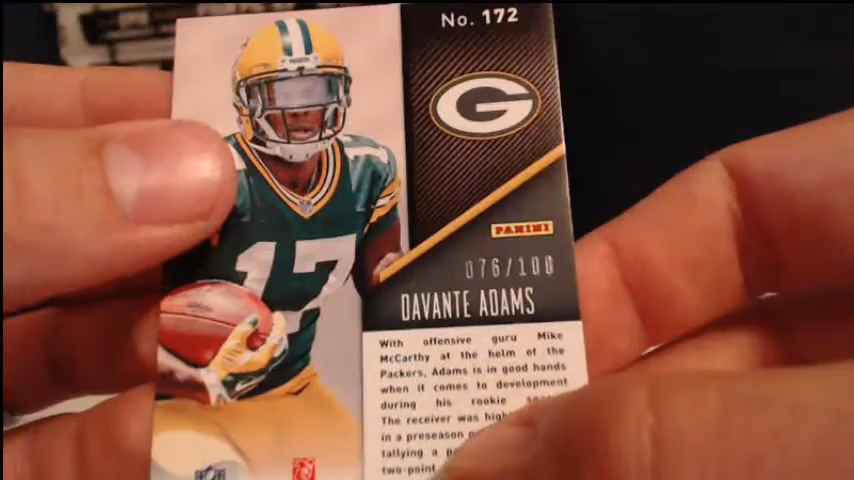 No. 172
G
PANINI
17
076/100
DAVANTE ADAMS
With offensive guru Mike
McCarthy at the helm of the
Packers, Adams is in good hands
when it comes to development
during his rookie
The receiver was
in a preseason
tallying a
two-point